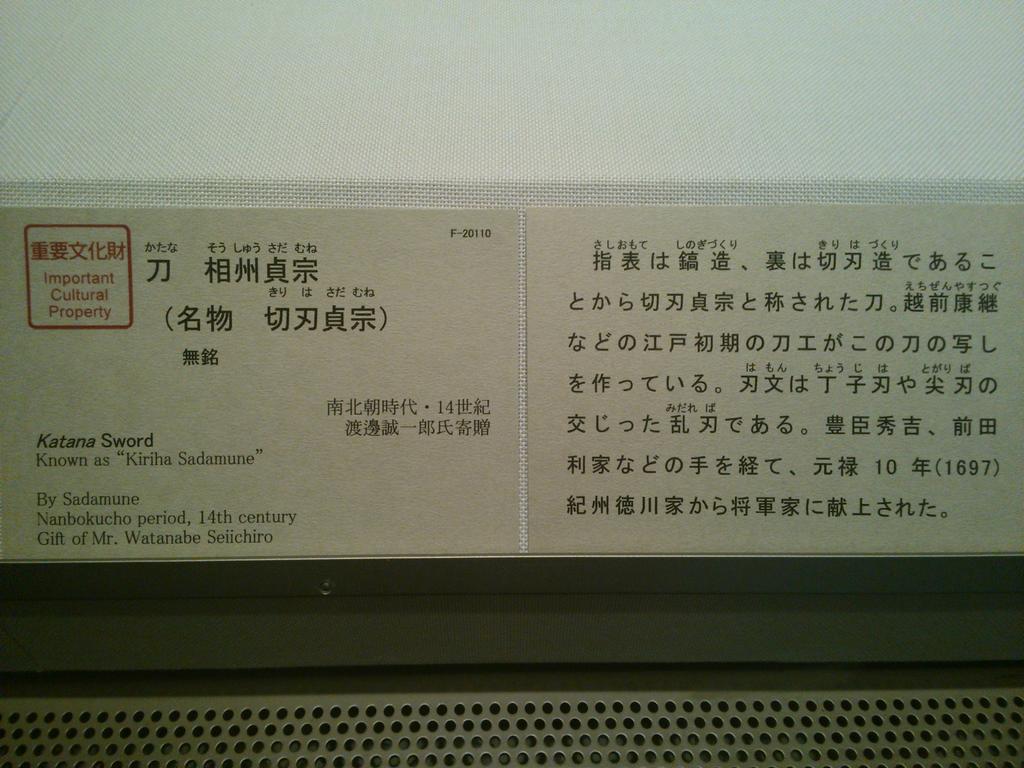 F-20110
重要文化財
Important
Cultural
Property
かたな そうしゅうさだむね
刀 相州貞宗
きりはさだむね
（名物 切刃貞宗）
無銘
南北朝時代・14世紀
渡邊誠一郎氏寄贈
Katana Sword
Known as “Kiriha Sadamune”
By Sadamune
Nanbokucho period, 14th century
Gift of Mr. Watanabe Seiichiro
さしおもて しのぎづくり きりはづくり
指表は鎬造、裏は切刃造であるこ
えちぜんやすつぐ
とから切刃貞宗と称された刀。越前康継
などの江戸初期の刀工がこの刀の写し
はもん ちょうじは とがりば
を作っている。刃文は丁子刃や尖刃の
みだれば
交じった乱刃である。豊臣秀吉、前田
利家などの手を経て、元禄 10 年(1697)
紀州徳川家から将軍家に献上された。